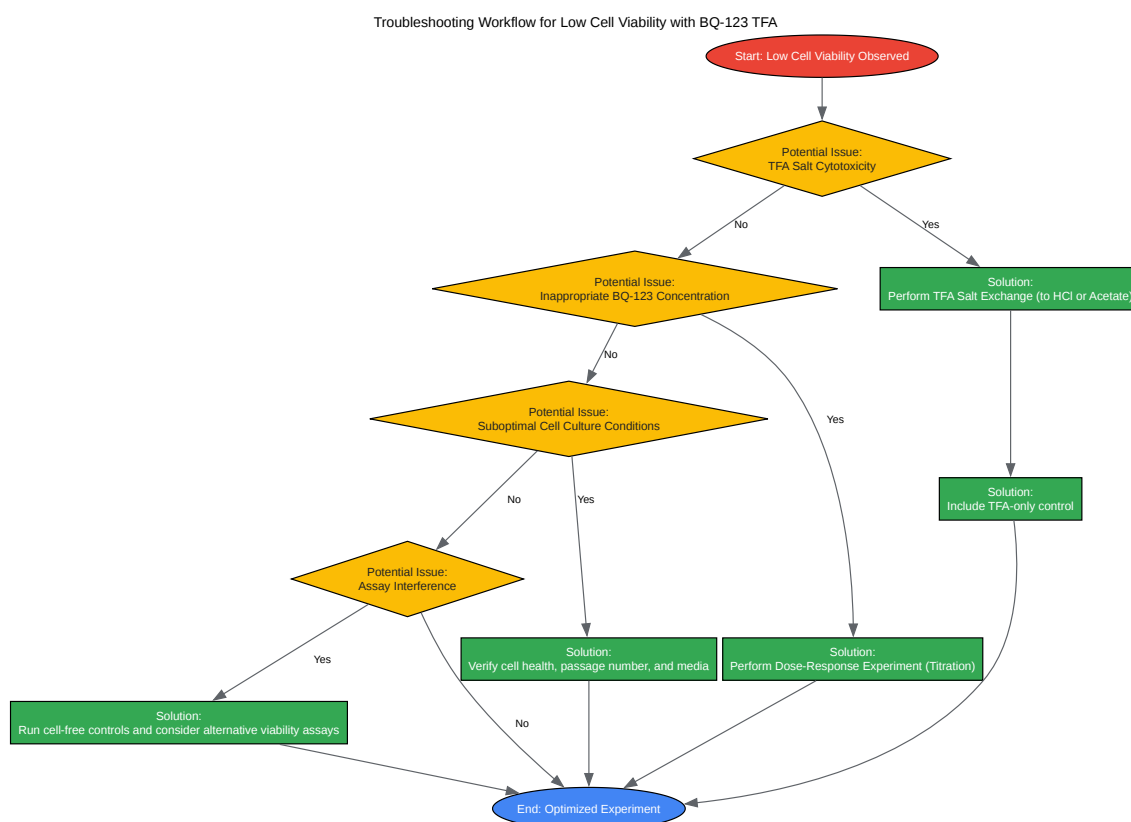 Troubleshooting Workflow for Low Cell Viability with BQ-123 TFA
Start: Low Cell Viability Observed
Potential Issue:
TFA Salt Cytotoxicity
No
Yes
Potential Issue:
Inappropriate BQ-123 Concentration
Solution:
Perform TFA Salt Exchange (to HCl or Acetate)
No
Yes
Potential Issue:
Suboptimal Cell Culture Conditions
No
Yes
Solution:
Include TFA-only control
Potential Issue:
Assay Interference
Yes
No
Solution:
Verify cell health, passage number, and media
Solution:
Perform Dose-Response Experiment (Titration)
Solution:
Run cell-free controls and consider alternative viability assays
End: Optimized Experiment